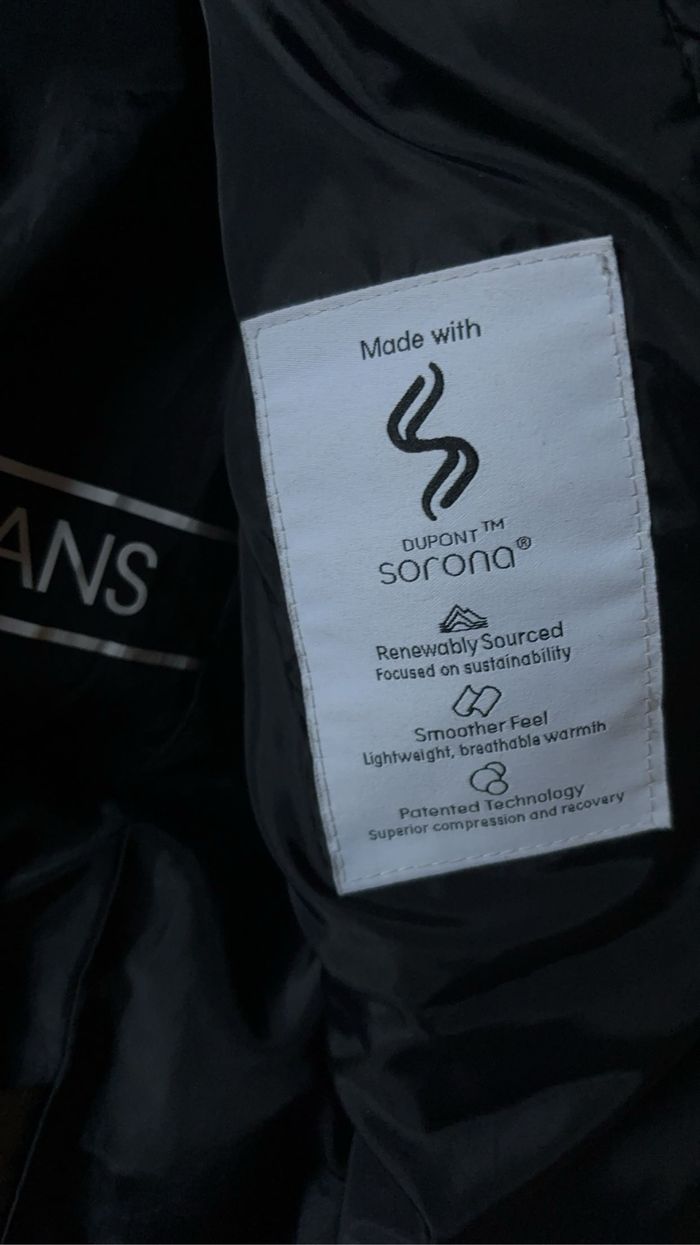 Made with
DUPONT™
sorona®
Renewably Sourced
Focused on sustainability
Smoother Feel
Lightweight, breathable warmth
Patented Technology
Superior compression and recovery
ANS